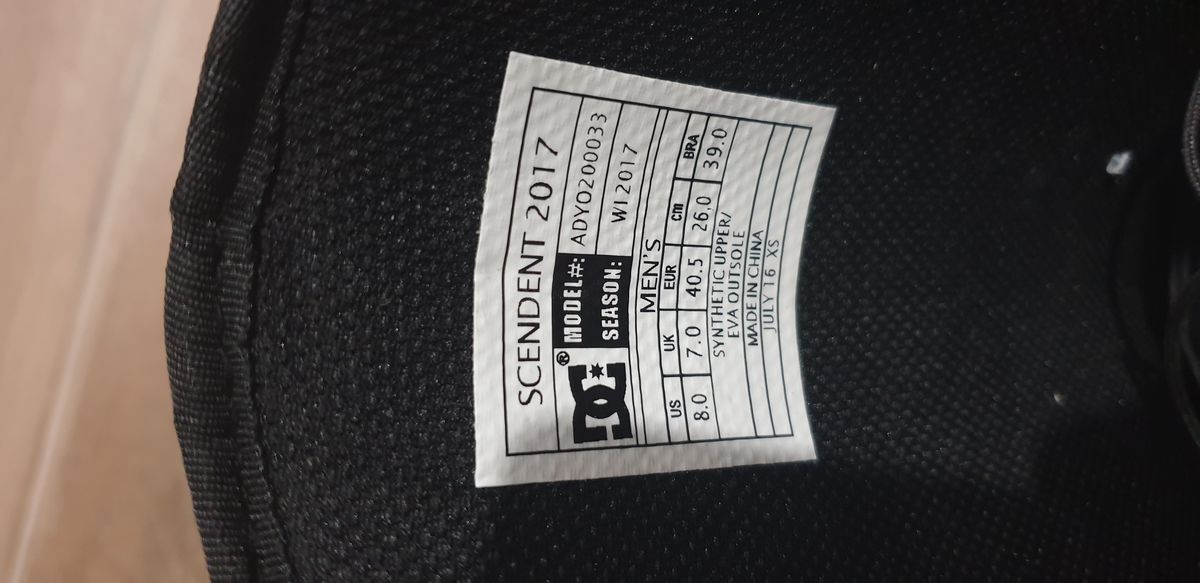 SCENDENT 2017
DC® MODEL#: ADYO200033
SEASON: WI2017
MEN'S
US UK EUR cm BRA
8.0 7.0 40.5 26.0 39.0
SYNTHETIC UPPER/
EVA OUTSOLE
MADE IN CHINA
JULY 16 XS